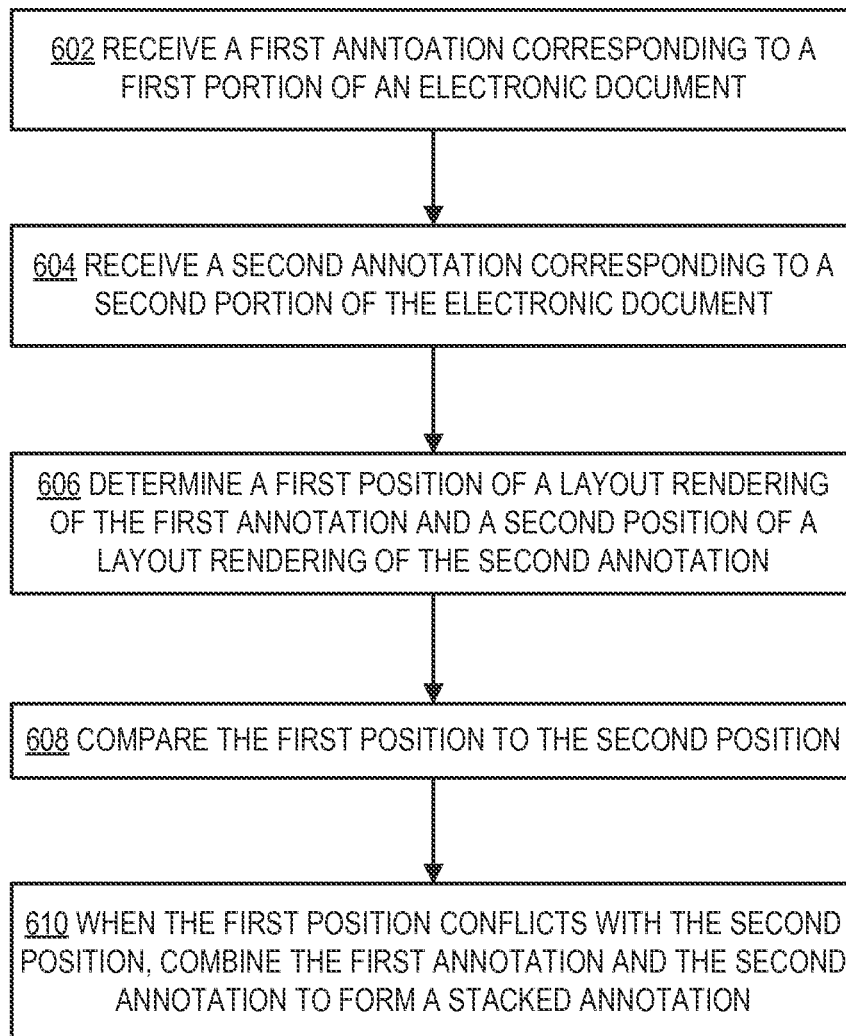 602 RECEIVE A FIRST ANNTOATION CORRESPONDING TO A
FIRST PORTION OF AN ELECTRONIC DOCUMENT
604 RECEIVE A SECOND ANNOTATION CORRESPONDING TO A
SECOND PORTION OF THE ELECTRONIC DOCUMENT
606 DETERMINE A FIRST POSITION OF A LAYOUT RENDERING
OF THE FIRST ANNOTATION AND A SECOND POSITION OF A
LAYOUT RENDERING OF THE SECOND ANNOTATION
608 COMPARE THE FIRST POSITION TO THE SECOND POSITION
610 WHEN THE FIRST POSITION CONFLICTS WITH THE SECOND
POSITION, COMBINE THE FIRST ANNOTATION AND THE SECOND
ANNOTATION TO FORM A STACKED ANNOTATION